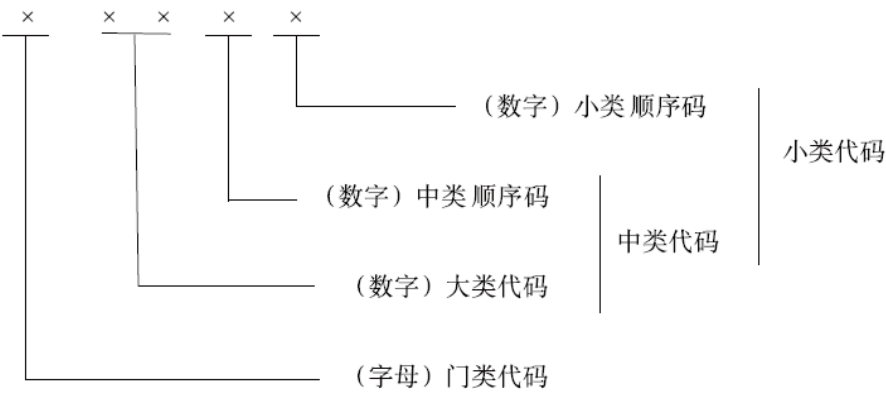 × × × × ×
(数字)小类顺序码
小类代码
(数字)中类顺序码
中类代码
(数字)大类代码
(字母)门类代码